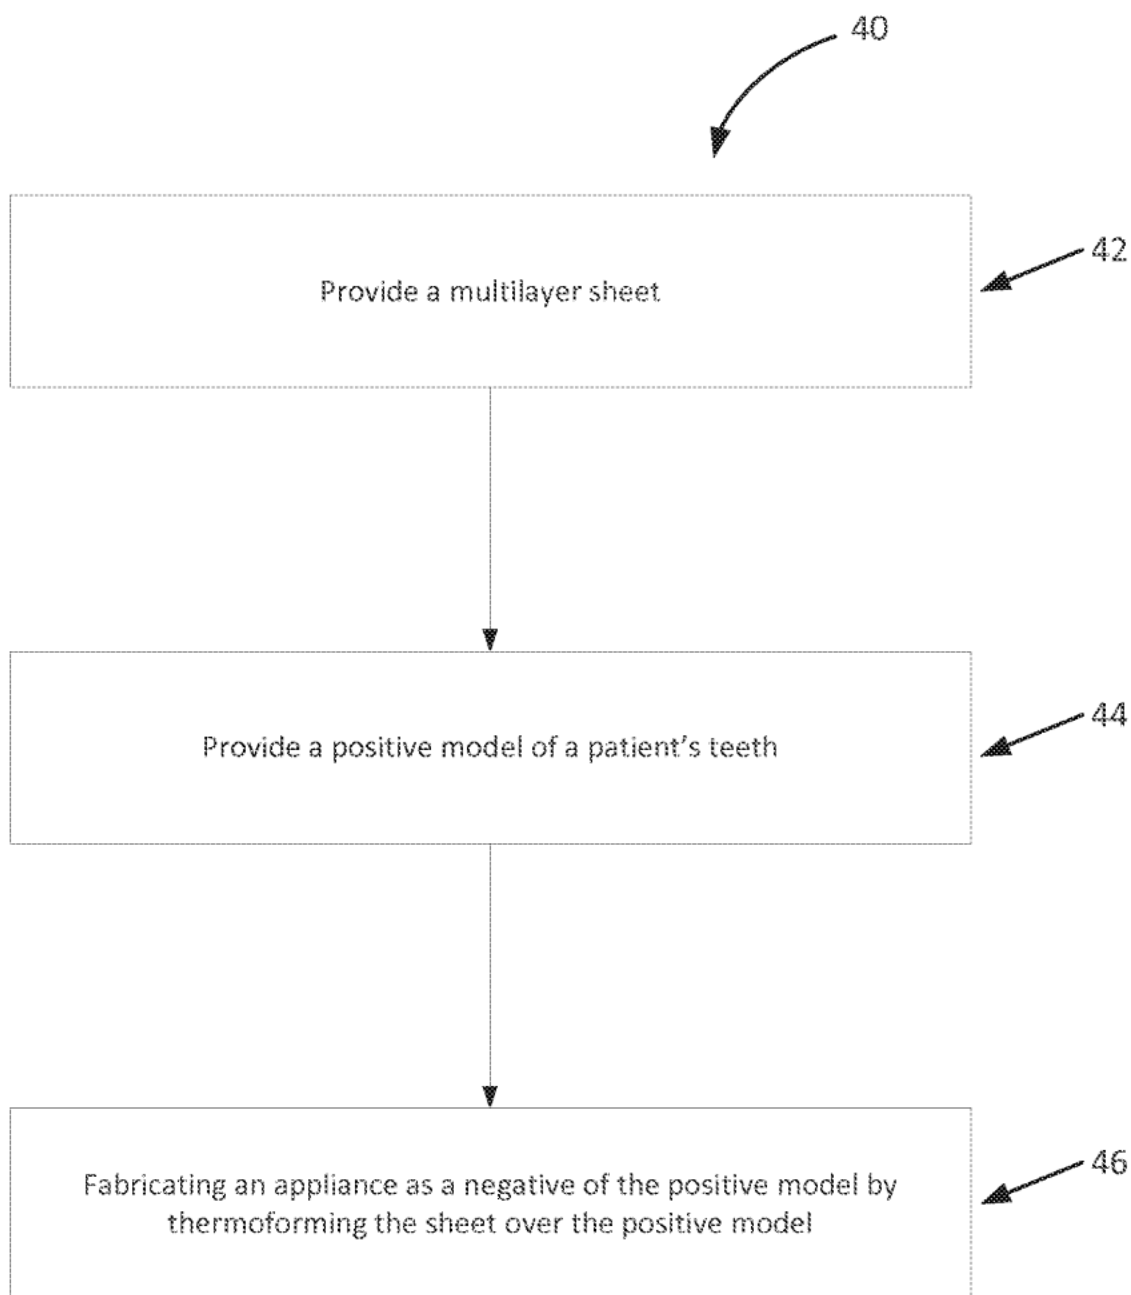 40
42
Provide a multilayer sheet
44
Provide a positive model of a patient's teeth
46
Fabricating an appliance as a negative of the positive model by
thermoforming the sheet over the positive model